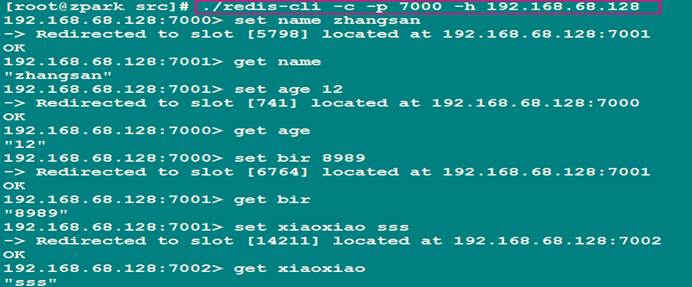 [root@zpark src]# ./redis-cli -c -p 7000 -h 192.168.68.128
192.168.68.128:7000> set name zhangsan
-> Redirected to slot [5798] located at 192.168.68.128:7001
OK
192.168.68.128:7001> get name
"zhangsan"
192.168.68.128:7001> set age 12
-> Redirected to slot [741] located at 192.168.68.128:7000
OK
192.168.68.128:7000> get age
"12"
192.168.68.128:7000> set bir 8989
-> Redirected to slot [6764] located at 192.168.68.128:7001
OK
192.168.68.128:7001> get bir
"8989"
192.168.68.128:7001> set xiaoxiao sss
-> Redirected to slot [14211] located at 192.168.68.128:7002
OK
192.168.68.128:7002> get xiaoxiao
"sss"